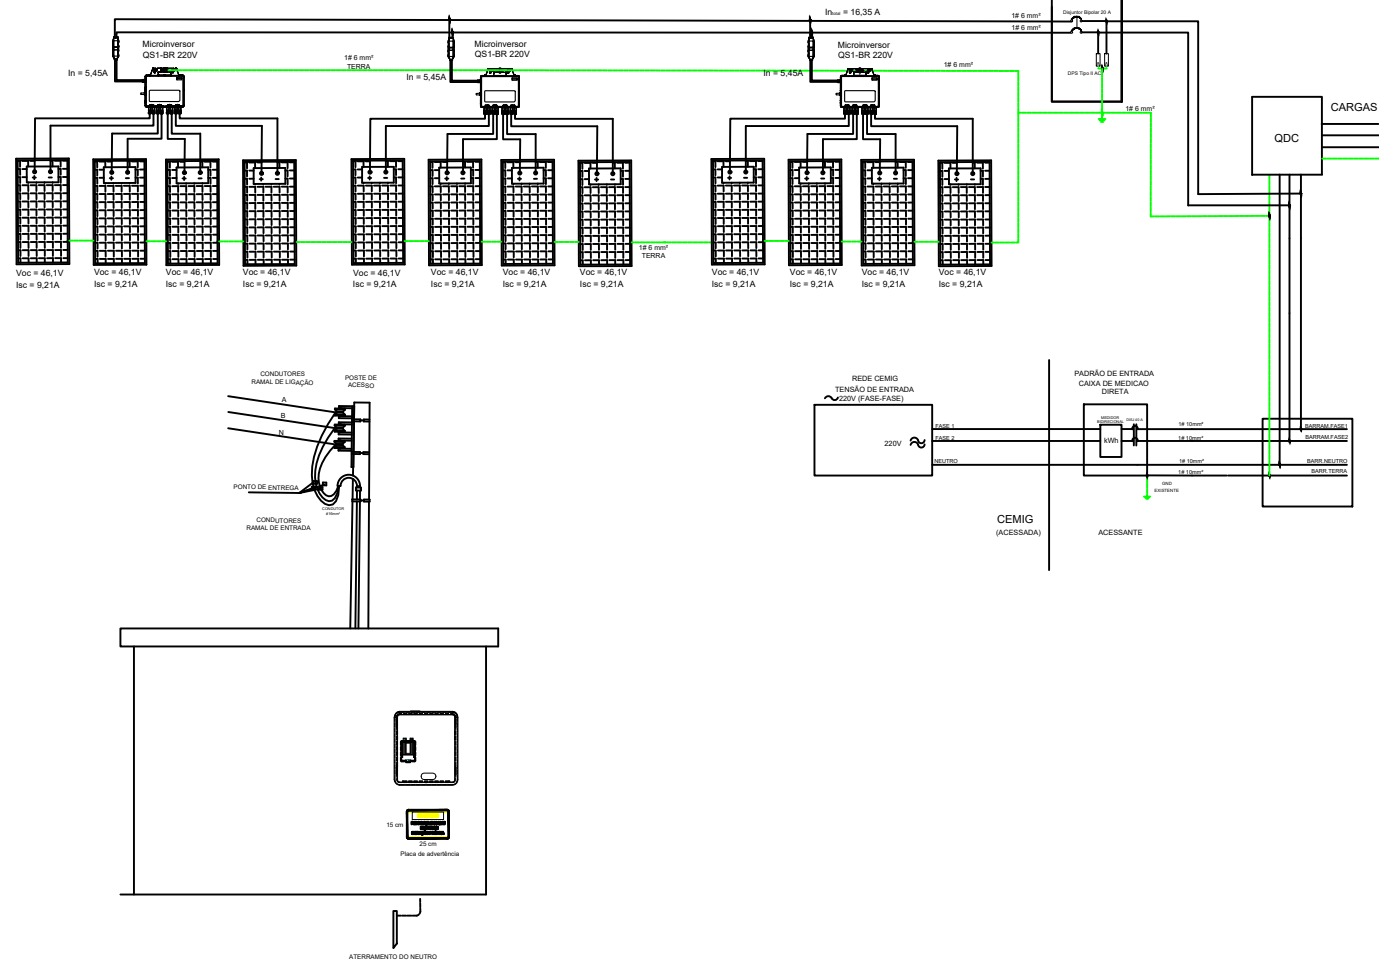 Intotal = 16,35 A
1# 6 mm²
1# 6 mm²
Disjuntor Bipolar 20 A
DPS Tipo II AC
Microinversor
QS1-BR 220V
In = 5,45A
1# 6 mm²
TERRA
Microinversor
QS1-BR 220V
In = 5,45A
Microinversor
QS1-BR 220V
In = 5,45A
1# 6 mm²
1# 6 mm²
QDC
CARGAS
1# 6 mm²
TERRA
Voc = 46,1V
Isc = 9,21A
Voc = 46,1V
Isc = 9,21A
Voc = 46,1V
Isc = 9,21A
Voc = 46,1V
Isc = 9,21A
Voc = 46,1V
Isc = 9,21A
Voc = 46,1V
Isc = 9,21A
Voc = 46,1V
Isc = 9,21A
Voc = 46,1V
Isc = 9,21A
Voc = 46,1V
Isc = 9,21A
Voc = 46,1V
Isc = 9,21A
Voc = 46,1V
Isc = 9,21A
Voc = 46,1V
Isc = 9,21A
CONDUTORES
RAMAL DE LIGAÇÃO
POSTE DE
ACESSO
A
B
N
PONTO DE ENTREGA
CONDUTOR
CONDUTORES
RAMAL DE ENTRADA
REDE CEMIG
TENSÃO DE ENTRADA
220V (FASE-FASE)
220V
FASE 1
FASE 2
NEUTRO
PADRÃO DE ENTRADA
CAIXA DE MEDICAO
DIRETA
MEDIDOR
BIDIRECIONAL
kWh
1# 10mm²
1# 10mm²
1# 10mm²
1# 10mm²
BARRAM.FASE1
BARRAM.FASE2
BARR.NEUTRO
BARR.TERRA
GND
EXISTENTE
CEMIG
(ACESSADA)
ACESSANTE
15 cm
25 cm
Placa de advertência
ATERRAMENTO DO NEUTRO